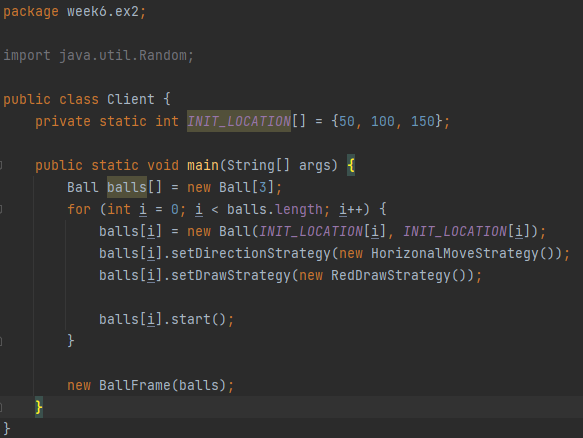 package week6.ex2;
import java.util.Random;
public class Client {
    private static int INIT_LOCATION[] = {50, 100, 150};
    public static void main(String[] args) {
        Ball balls[] = new Ball[3];
        for (int i = 0; i < balls.length; i++) {
            balls[i] = new Ball(INIT_LOCATION[i], INIT_LOCATION[i]);
            balls[i].setDirectionStrategy(new HorizonalMoveStrategy());
            balls[i].setDrawStrategy(new RedDrawStrategy());
            balls[i].start();
        }
        new BallFrame(balls);
    }
}